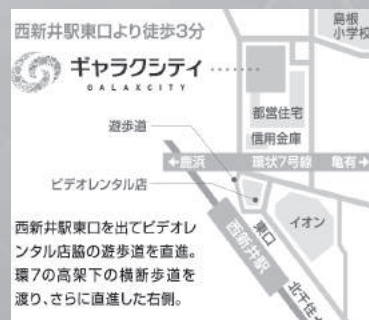 西新井駅東口より徒歩3分
ギャラクシティ
GALAXCITY
島根
小学校
都営住宅
信用金庫
遊歩道
←鹿浜 環状7号線 亀有→
ビデオレンタル店
イオン
東口
西新井駅
北千住
西新井駅東口を出てビデオレ
ンタル店脇の遊歩道を直進。
環7の高架下の横断歩道を
渡り、さらに直進した右側。